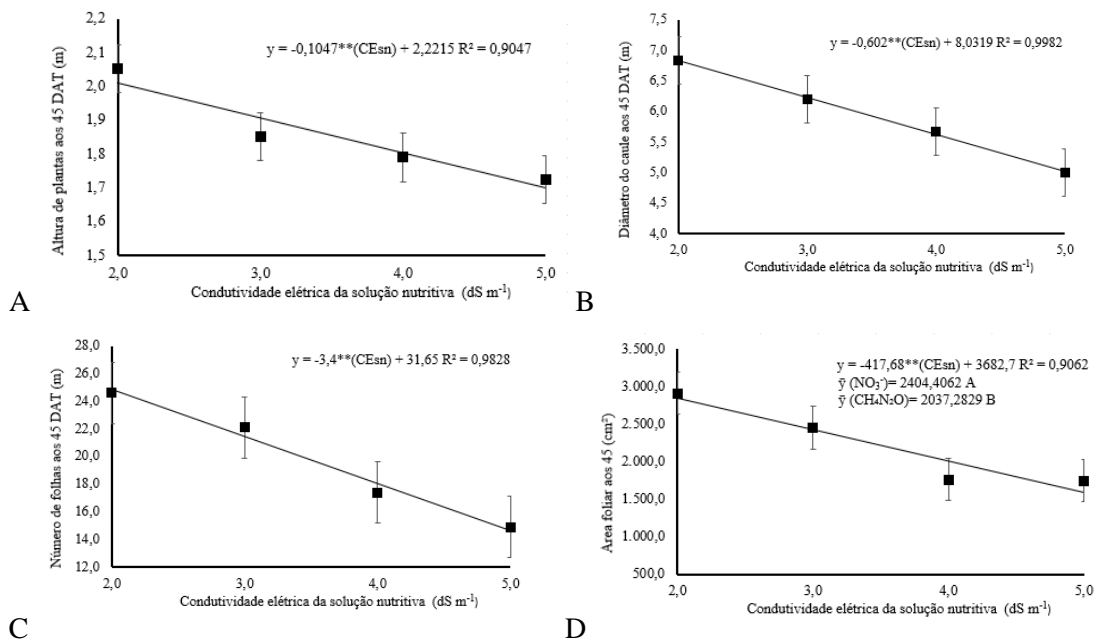 2,2
2,1
2,0
1,9
1,8
1,7
1,6
1,5
Altura de plantas aos 45 DAT (m)
y = -0,1047**(CEsn) + 2,2215 R² = 0,9047
2,0 3,0 4,0 5,0
Condutividade elétrica da solução nutritiva (dS m⁻¹)
A
7,5
7,0
6,5
6,0
5,5
5,0
4,5
4,0
Diâmetro do caule aos 45 DAT (m)
y = -0,602**(CEsn) + 8,0319 R² = 0,9982
2,0 3,0 4,0 5,0
Condutividade elétrica da solução nutritiva (dS m⁻¹)
B
28,0
26,0
24,0
22,0
20,0
18,0
16,0
14,0
12,0
Número de folhas aos 45 DAT (m)
y = -3,4**(CEsn) + 31,65 R² = 0,9828
2,0 3,0 4,0 5,0
Condutividade elétrica da solução nutritiva (dS m⁻¹)
C
3.500,0
3.000,0
2.500,0
2.000,0
1.500,0
1.000,0
500,0
Area foliar aos 45 (cm²)
y = -417,68**(CEsn) + 3682,7 R² = 0,9062
ȳ (NO₃⁻)= 2404,4062 A
ȳ (CH₄N₂O)= 2037,2829 B
2,0 3,0 4,0 5,0
Condutividade elétrica da solução nutritiva (dS m⁻¹)
D